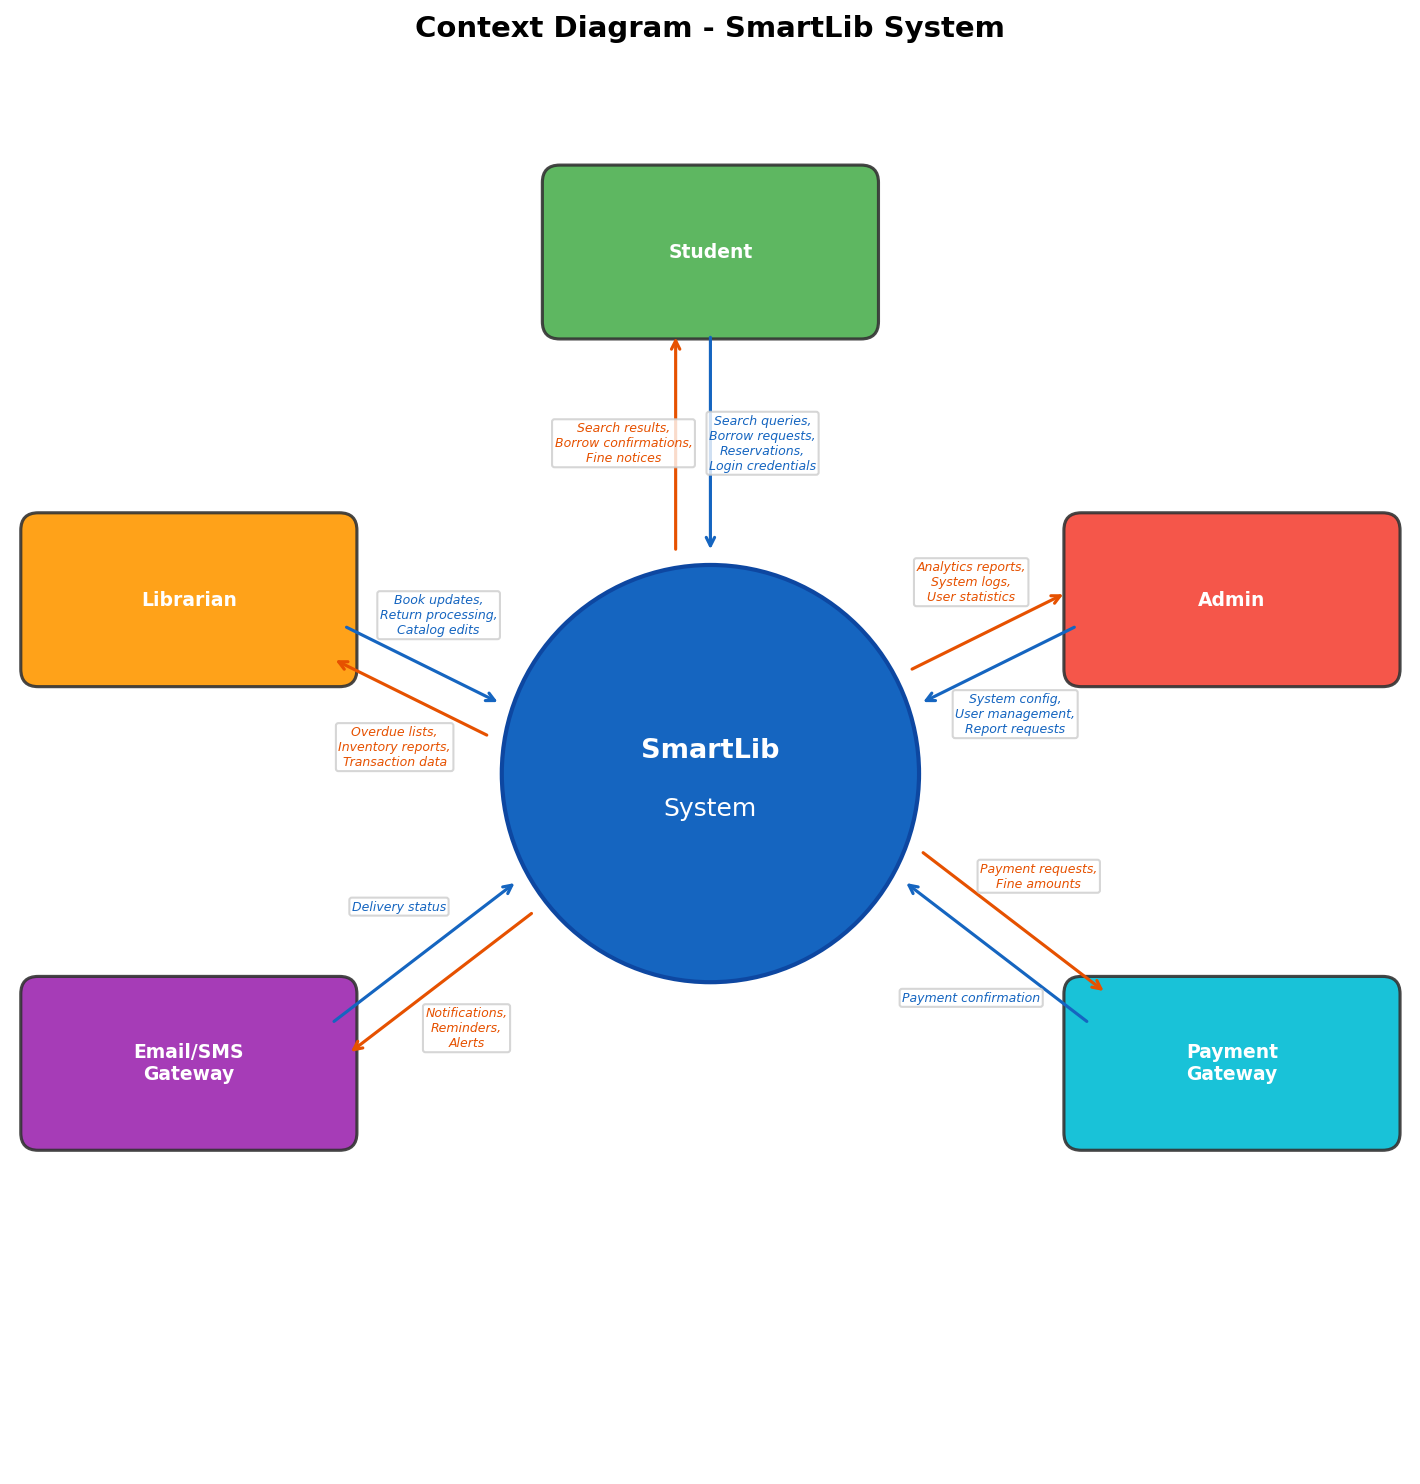 Context Diagram - SmartLib System
Student
Search results,
Borrow confirmations,
Fine notices
Search queries,
Borrow requests,
Reservations,
Login credentials
Librarian
Book updates,
Return processing,
Catalog edits
Overdue lists,
Inventory reports,
Transaction data
Analytics reports,
System logs,
User statistics
Admin
System config,
User management,
Report requests
SmartLib
System
Delivery status
Email/SMS
Gateway
Notifications,
Reminders,
Alerts
Payment requests,
Fine amounts
Payment confirmation
Payment
Gateway